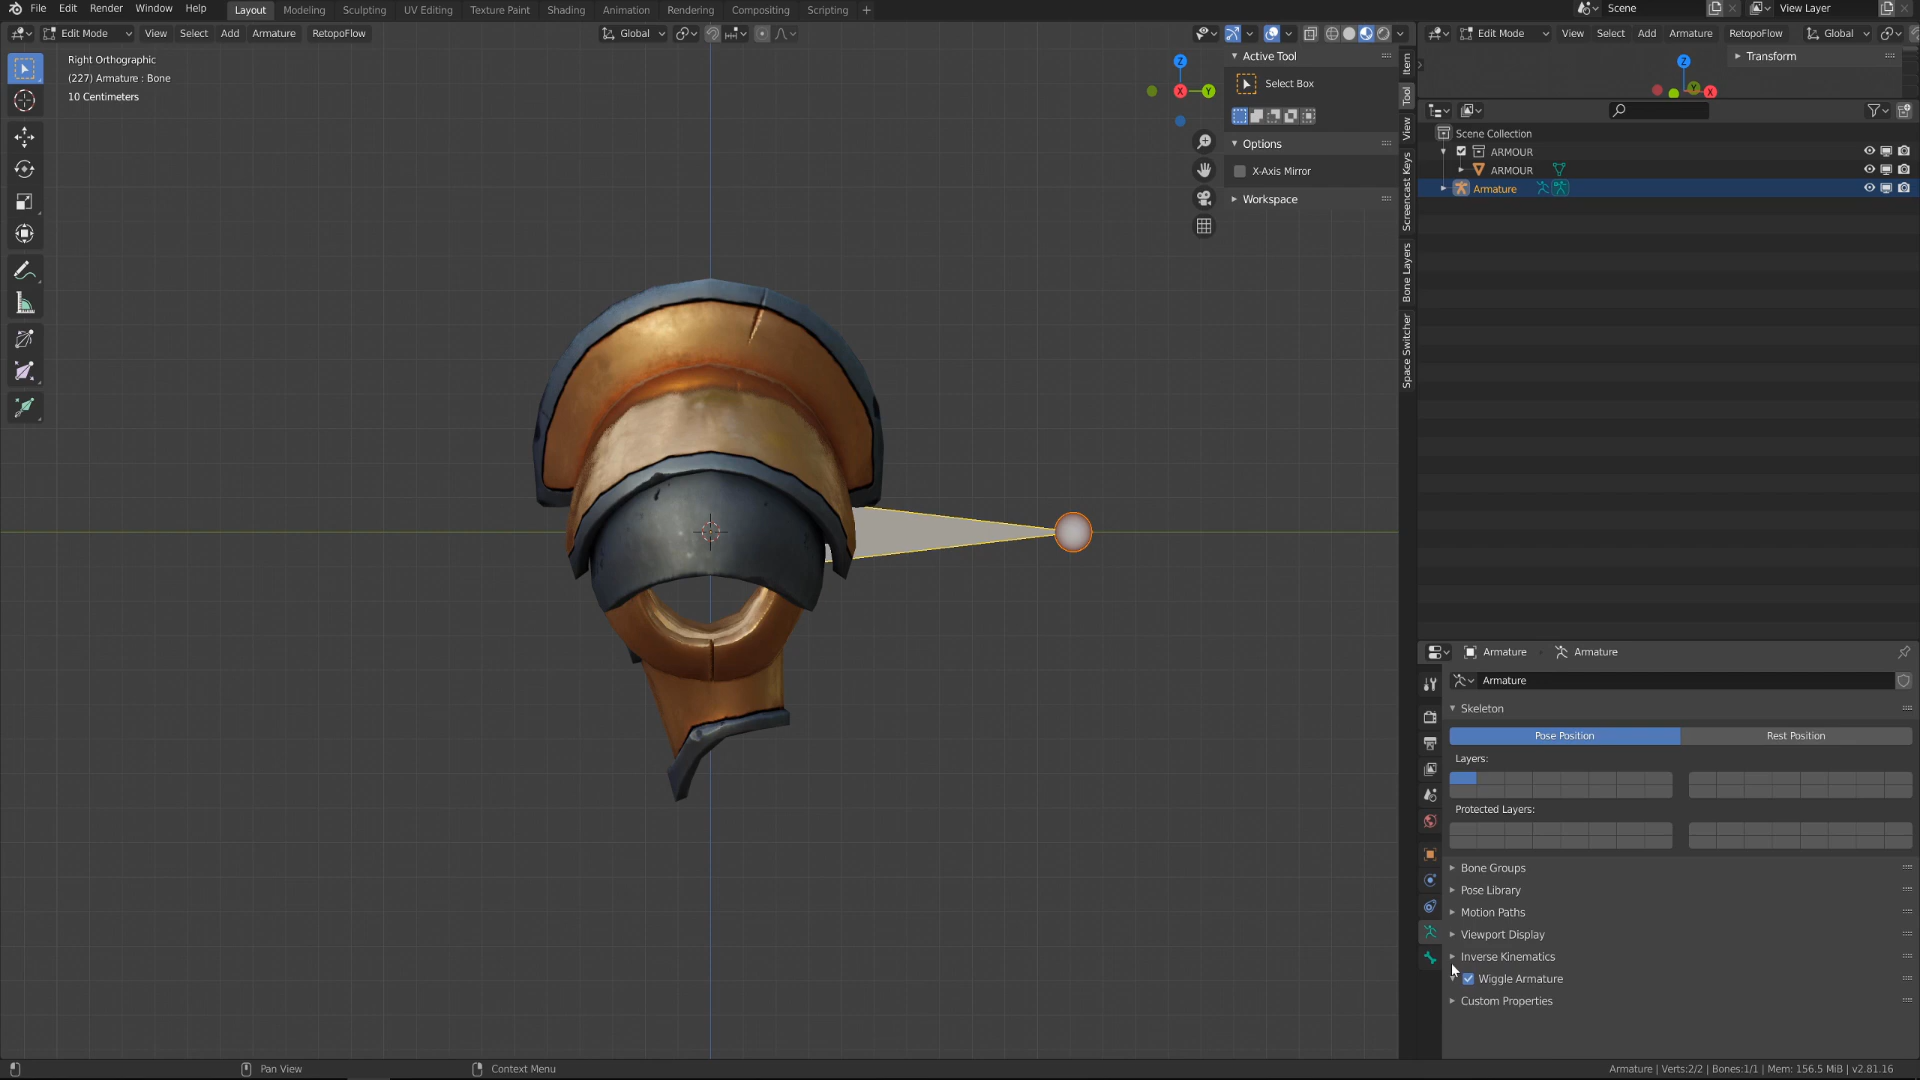 File Edit Render Window Help Layout Modeling Sculpting UV Editing Texture Paint Shading Animation Rendering Compositing Scripting + Scene View Layer
Edit Mode View Select Add Armature RetopoFlow Global Edit Mode View Select Add Armature RetopoFlow Global
Right Orthographic
(227) Armature : Bone
10 Centimeters
Z
X
Y
Active Tool
Select Box
Options
X-Axis Mirror
Workspace
Item
Tool
View
Screencast Keys
Bone Layers
Space Switcher
Transform
Z
Y
X
Scene Collection
ARMOUR
ARMOUR
Armature
Armature Armature
Armature
Skeleton
Pose Position Rest Position
Layers:
Protected Layers:
Bone Groups
Pose Library
Motion Paths
Viewport Display
Inverse Kinematics
Wiggle Armature
Custom Properties
Pan View Context Menu Armature | Verts:2/2 | Bones:1/1 | Mem: 156.5 MiB | v2.81.16